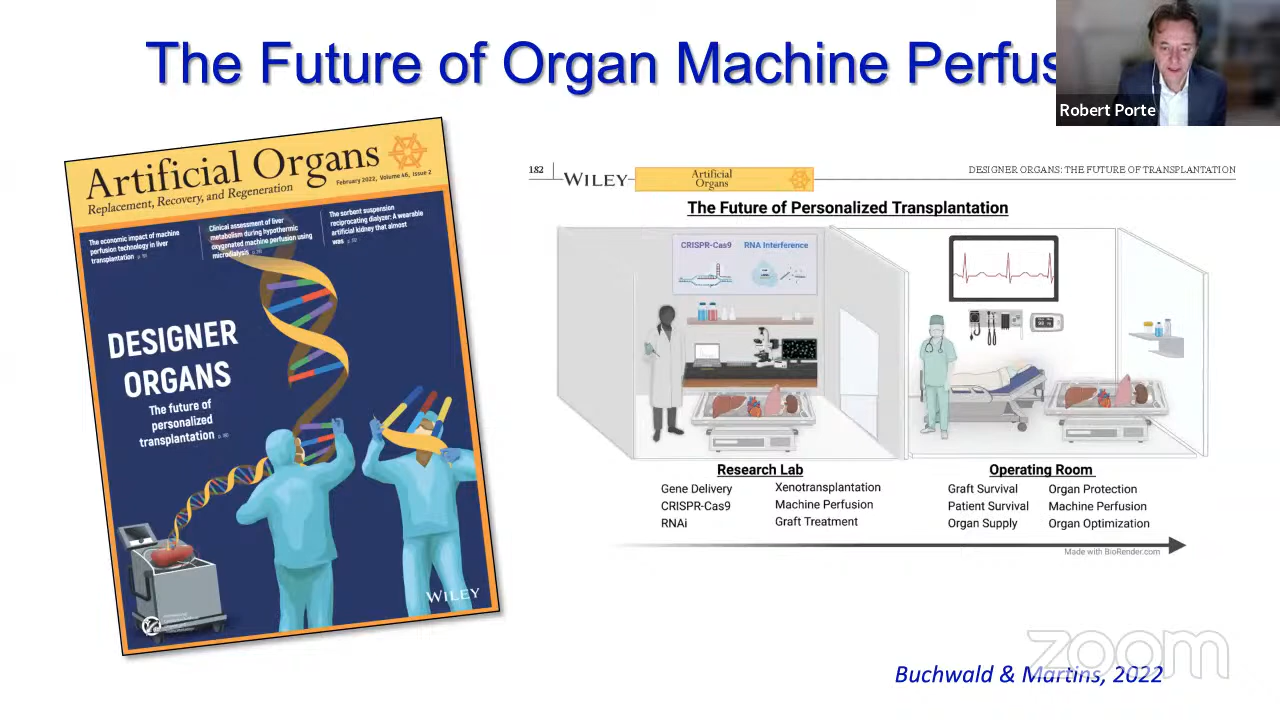 The Future of Organ Machine Perfus
Robert Porte
Artificial Organs
Replacement, Recovery, and Regeneration
February 2022, Volume 46, Issue 2
The economic impact of machine
perfusion technology in liver
transplantation
Clinical assessment of liver
metabolism during hypothermic
oxygenated machine perfusion using
microdialysis
The sorbent suspension
reciprocating dialyzer: A wearable
artificial kidney that almost
was
DESIGNER
ORGANS
The future of
personalized
transplantation
WILEY
182
WILEY
Artificial
Organs
DESIGNER ORGANS: THE FUTURE OF TRANSPLANTATION
The Future of Personalized Transplantation
CRISPR-Cas9 RNA Interference
Research Lab
Gene Delivery Xenotransplantation
CRISPR-Cas9 Machine Perfusion
RNAi Graft Treatment
Operating Room
Graft Survival Organ Protection
Patient Survival Machine Perfusion
Organ Supply Organ Optimization
Made with BioRender.com
Buchwald & Martins, 2022
zoom